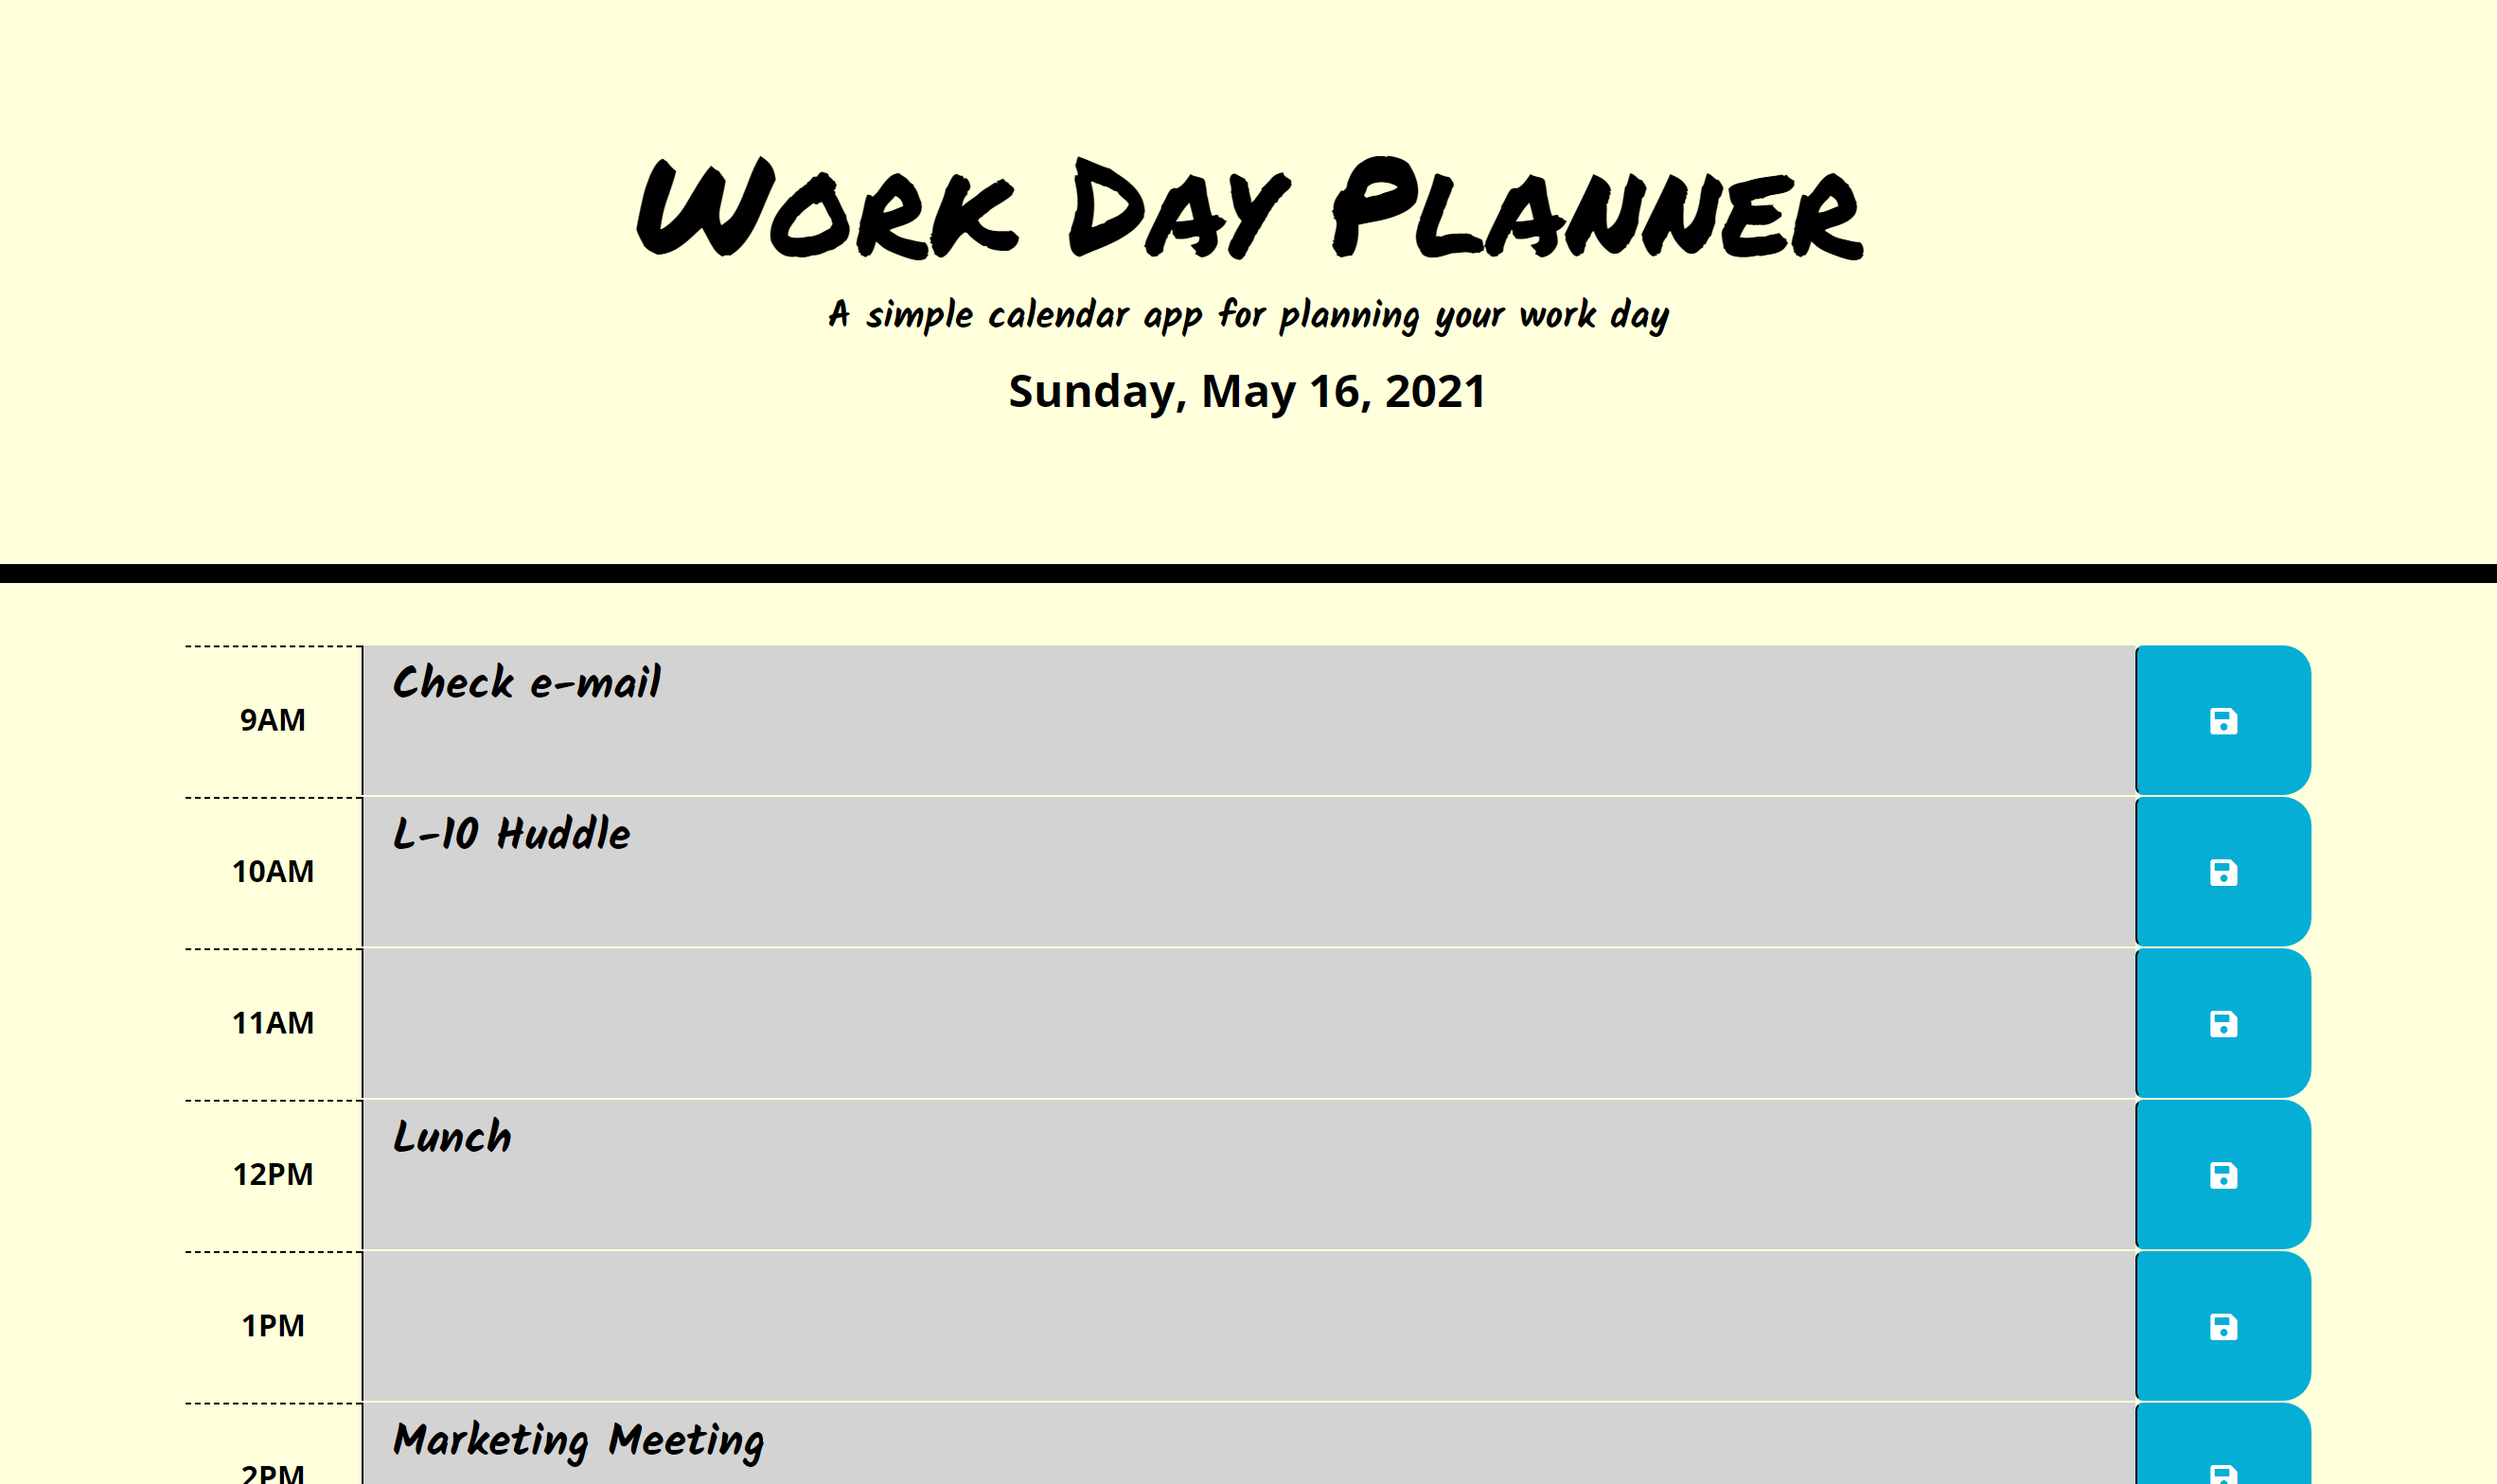 Work Day Planner
A simple calendar app for planning your work day
Sunday, May 16, 2021
Check e-mail
9AM
L-10 Huddle
10AM
11AM
Lunch
12PM
1PM
Marketing Meeting
2PM